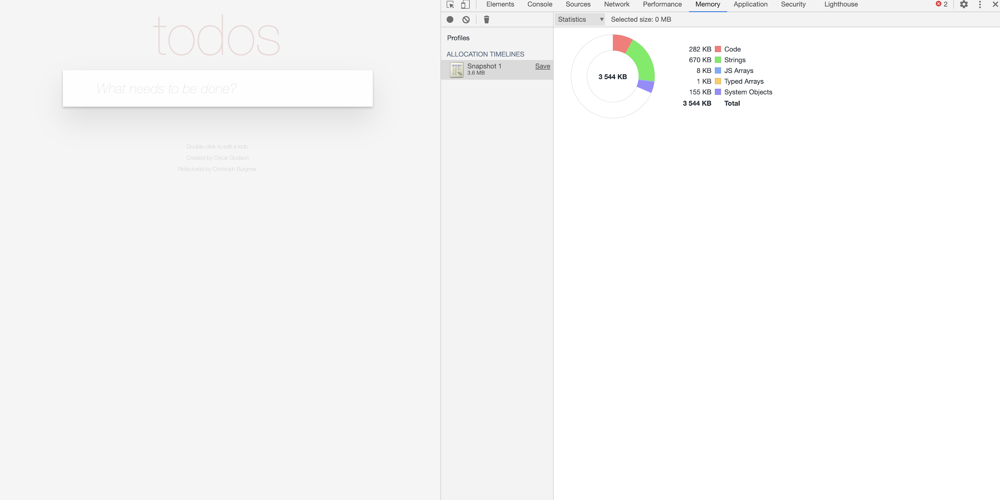 todos
What needs to be done?
Double-click to edit a todo
Created by Oscar Godson
Refactored by Christoph Burgmer
Elements Console Sources Network Performance Memory Application Security Lighthouse 2
Statistics ▼ Selected size: 0 MB
Profiles
ALLOCATION TIMELINES
Snapshot 1 Save
3.6 MB
%
3 544 KB
282 KB Code
670 KB Strings
8 KB JS Arrays
1 KB Typed Arrays
155 KB System Objects
3 544 KB Total